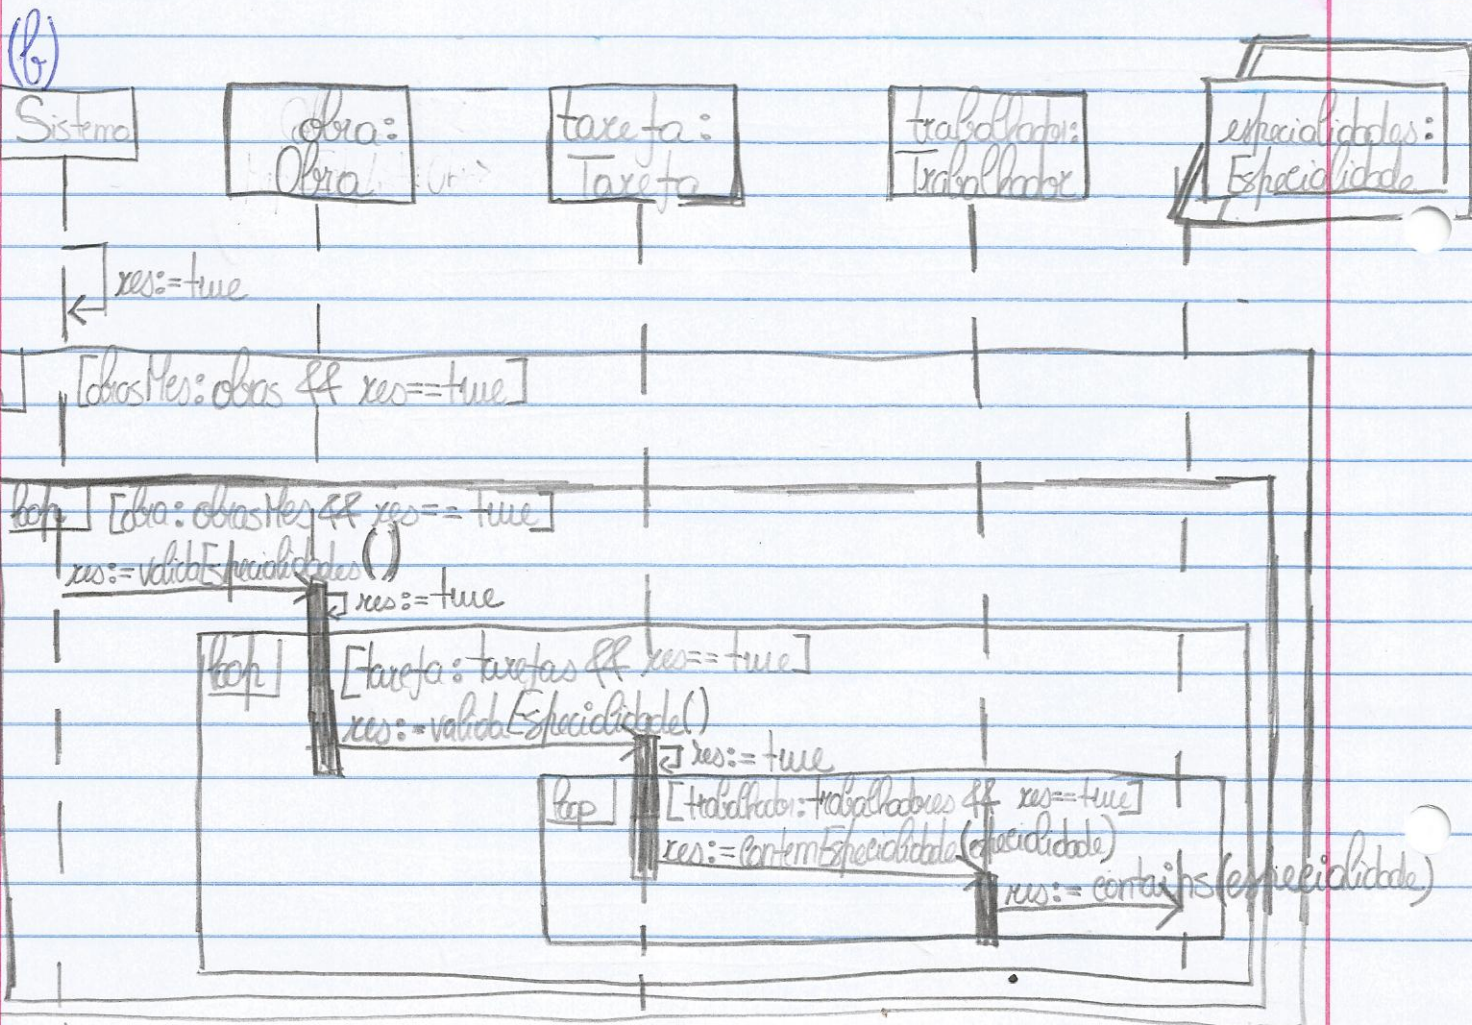 (b)
Sistema
obra:
Obra
tarefa:
Tarefa
trabalhador:
Trabalhador
especialidades:
Especialidade
res:=true
[obrasMes: obras && res==true]
loop [obra: obrasMes && res==true]
res:=validaEspecialidades()
res:=true
loop [tarefa: tarefas && res==true]
res:=validaEspecialidade()
res:=true
loop [trabalhador: trabalhadores && res==true]
res:=contemEspecialidade(especialidade)
res:=contains(especialidade)